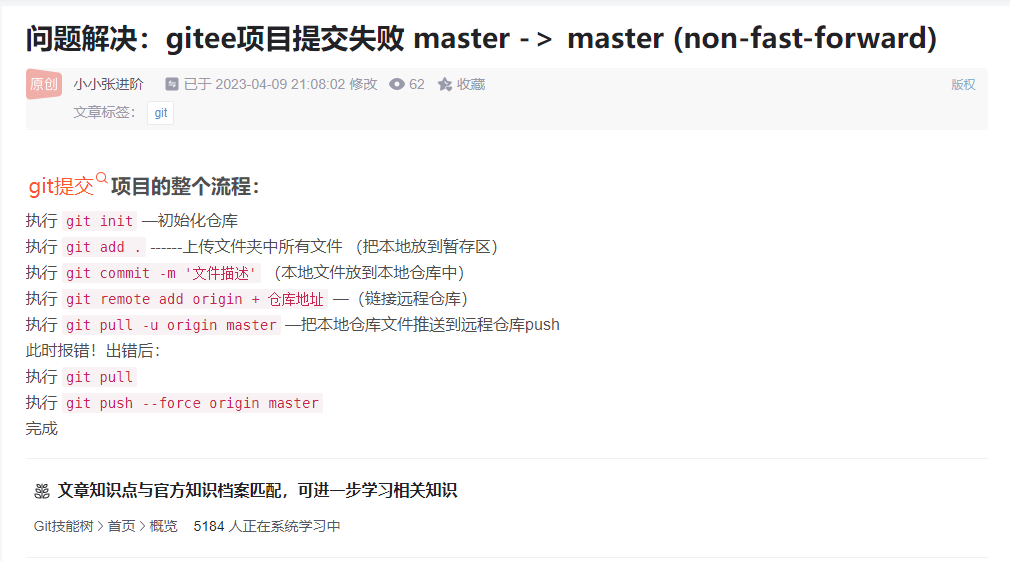 问题解决：gitee项目提交失败 master -> master (non-fast-forward)
原创 小小张进阶 已于 2023-04-09 21:08:02 修改 62 收藏 版权
文章标签： git
git提交项目的整个流程：
执行 git init —初始化仓库
执行 git add . ------上传文件夹中所有文件 （把本地放到暂存区）
执行 git commit -m '文件描述' （本地文件放到本地仓库中）
执行 git remote add origin + 仓库地址 —（链接远程仓库）
执行 git pull -u origin master —把本地仓库文件推送到远程仓库push
此时报错！出错后：
执行 git pull
执行 git push --force origin master
完成
文章知识点与官方知识档案匹配，可进一步学习相关知识
Git技能树 > 首页 > 概览 5184 人正在系统学习中